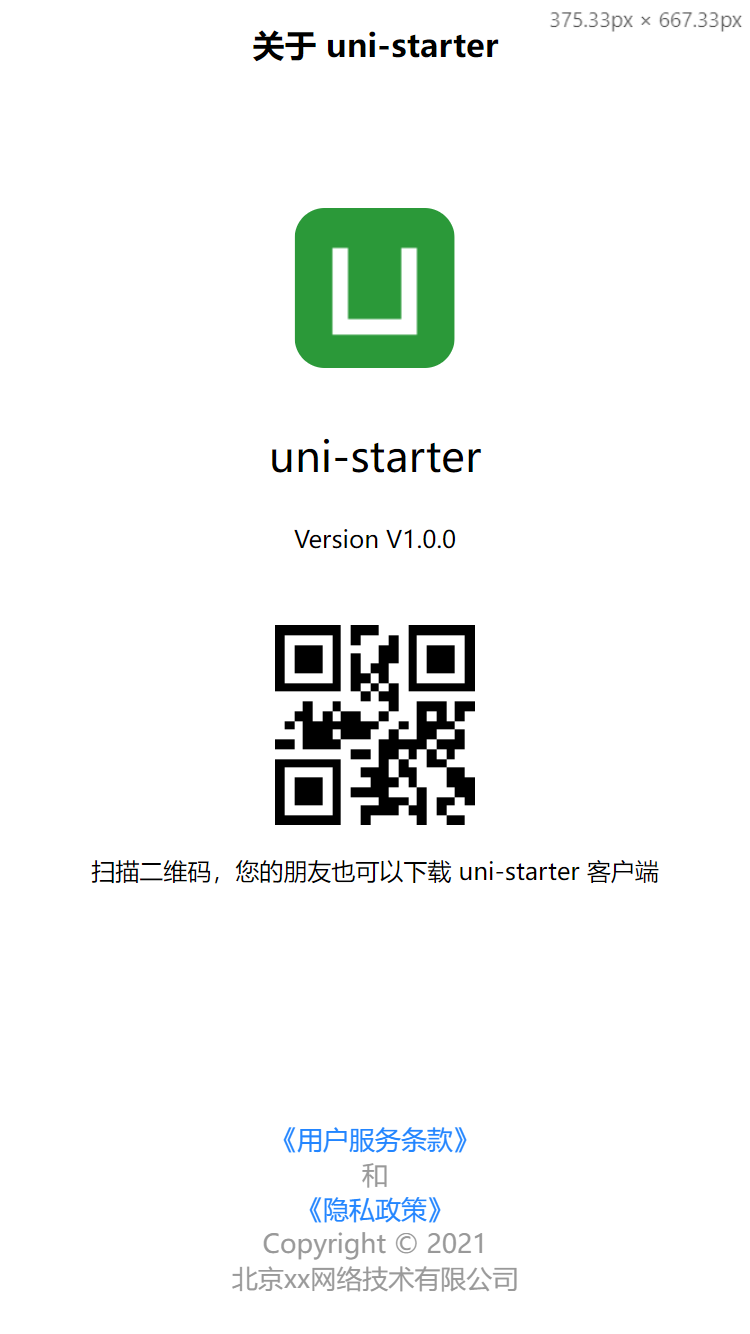 375.33px × 667.33px
关于 uni-starter
uni-starter
Version V1.0.0
扫描二维码，您的朋友也可以下载 uni-starter 客户端
《用户服务条款》
和
《隐私政策》
Copyright © 2021
北京xx网络技术有限公司